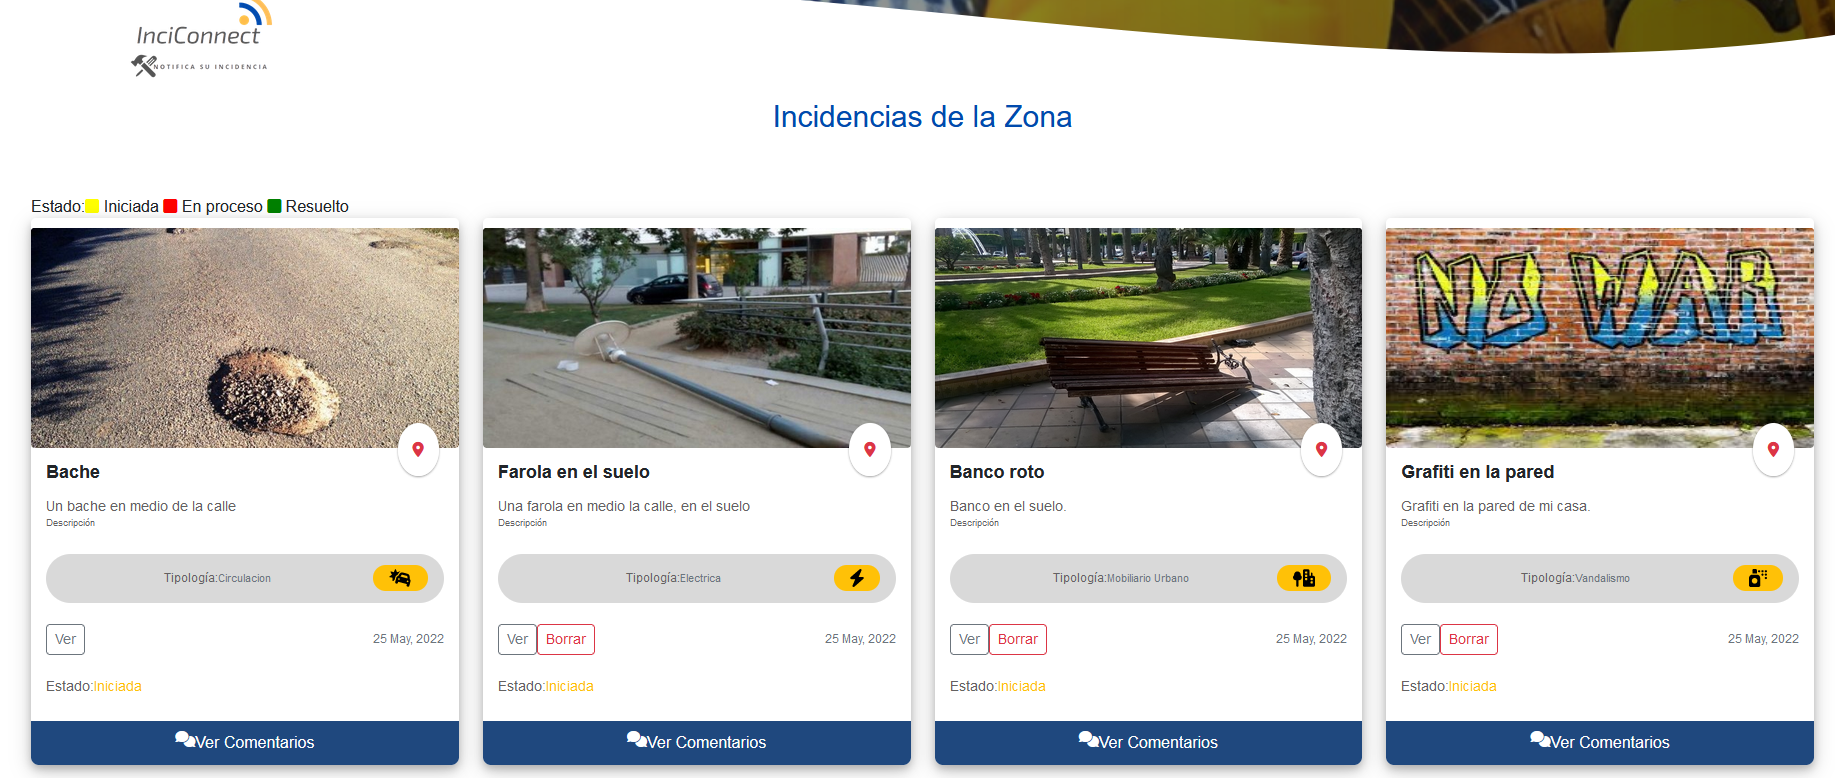 InciConnect
NOTIFICA SU INCIDENCIA
Incidencias de la Zona
Estado: Iniciada En proceso Resuelto
NO WAR
Bache
Un bache en medio de la calle
Descripción
Tipología:Circulacion
Ver
25 May, 2022
Estado:Iniciada
Ver Comentarios
Farola en el suelo
Una farola en medio la calle, en el suelo
Descripción
Tipología:Electrica
Ver Borrar
25 May, 2022
Estado:Iniciada
Ver Comentarios
Banco roto
Banco en el suelo.
Descripción
Tipología:Mobiliario Urbano
Ver Borrar
25 May, 2022
Estado:Iniciada
Ver Comentarios
Grafiti en la pared
Grafiti en la pared de mi casa.
Descripción
Tipología:Vandalismo
Ver Borrar
25 May, 2022
Estado:Iniciada
Ver Comentarios